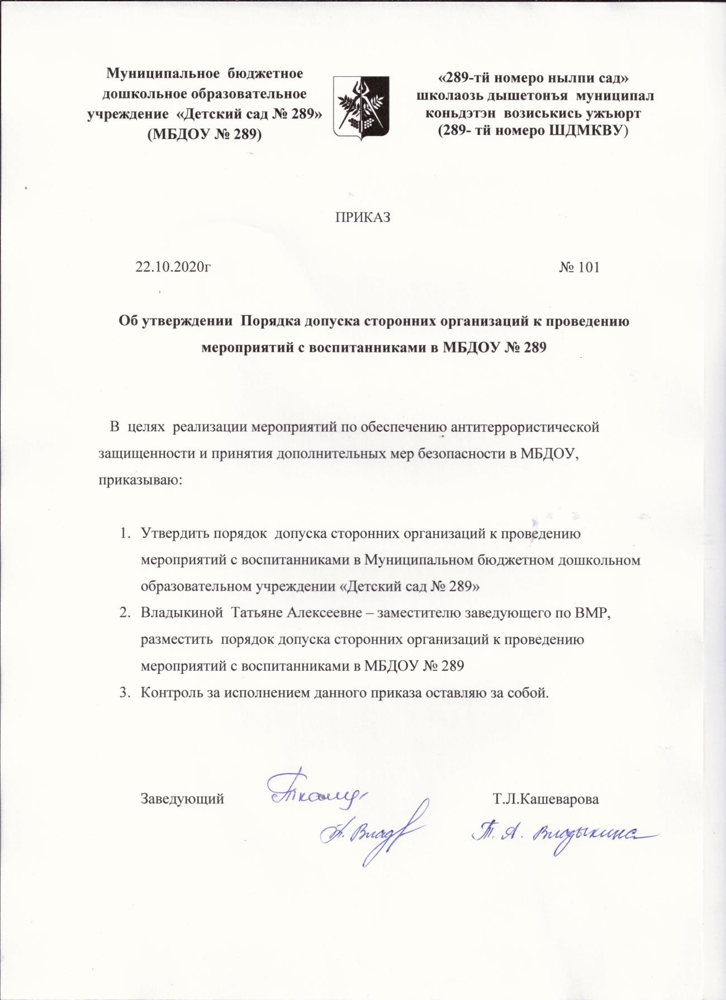 Муниципальное бюджетное
дошкольное образовательное
учреждение «Детский сад № 289»
(МБДОУ № 289)
«289-тӥ номеро нылпи сад»
школаозь дышетонъя муниципал
коньдэтэн возиськись ужъюрт
(289- тӥ номеро ШДМКВУ)
ПРИКАЗ
22.10.2020г № 101
Об утверждении Порядка допуска сторонних организаций к проведению
мероприятий с воспитанниками в МБДОУ № 289
В целях реализации мероприятий по обеспечению антитеррористической
защищенности и принятия дополнительных мер безопасности в МБДОУ,
приказываю:
1. Утвердить порядок допуска сторонних организаций к проведению
мероприятий с воспитанниками в Муниципальном бюджетном дошкольном
образовательном учреждении «Детский сад № 289»
2. Владыкиной Татьяне Алексеевне – заместителю заведующего по ВМР,
разместить порядок допуска сторонних организаций к проведению
мероприятий с воспитанниками в МБДОУ № 289
3. Контроль за исполнением данного приказа оставляю за собой.
Заведующий Т.Л.Кашеварова
Т. А. Владыкина